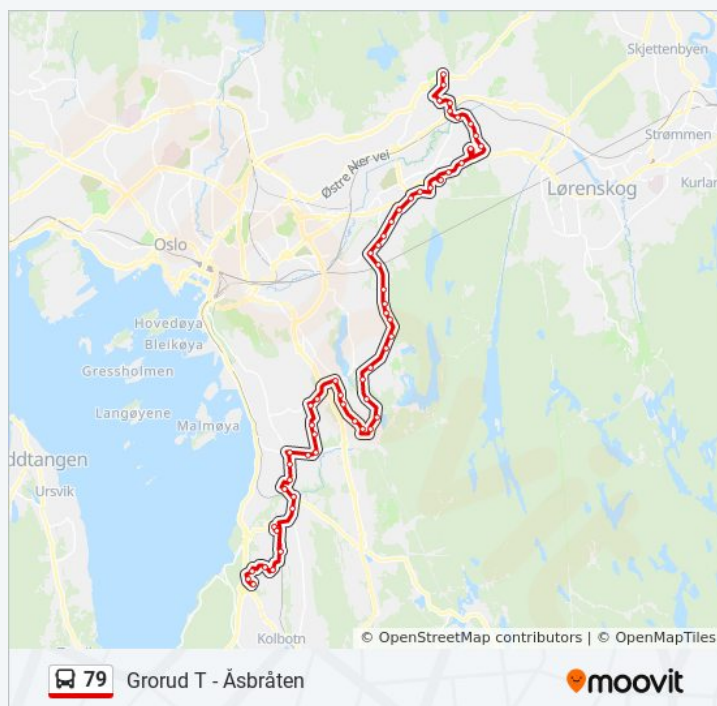 Skjettenbyen
Strømmen
Østre Aker vei
Lørenskog
Kurlan
Oslo
Hovedøya
Bleikøya
Gressholmen
Langøyene
Malmøya
ddtangen
Ursvik
Kolbotn
© OpenStreetMap contributors | © OpenMapTiles
79 Grorud T - Åsbråten
moovit